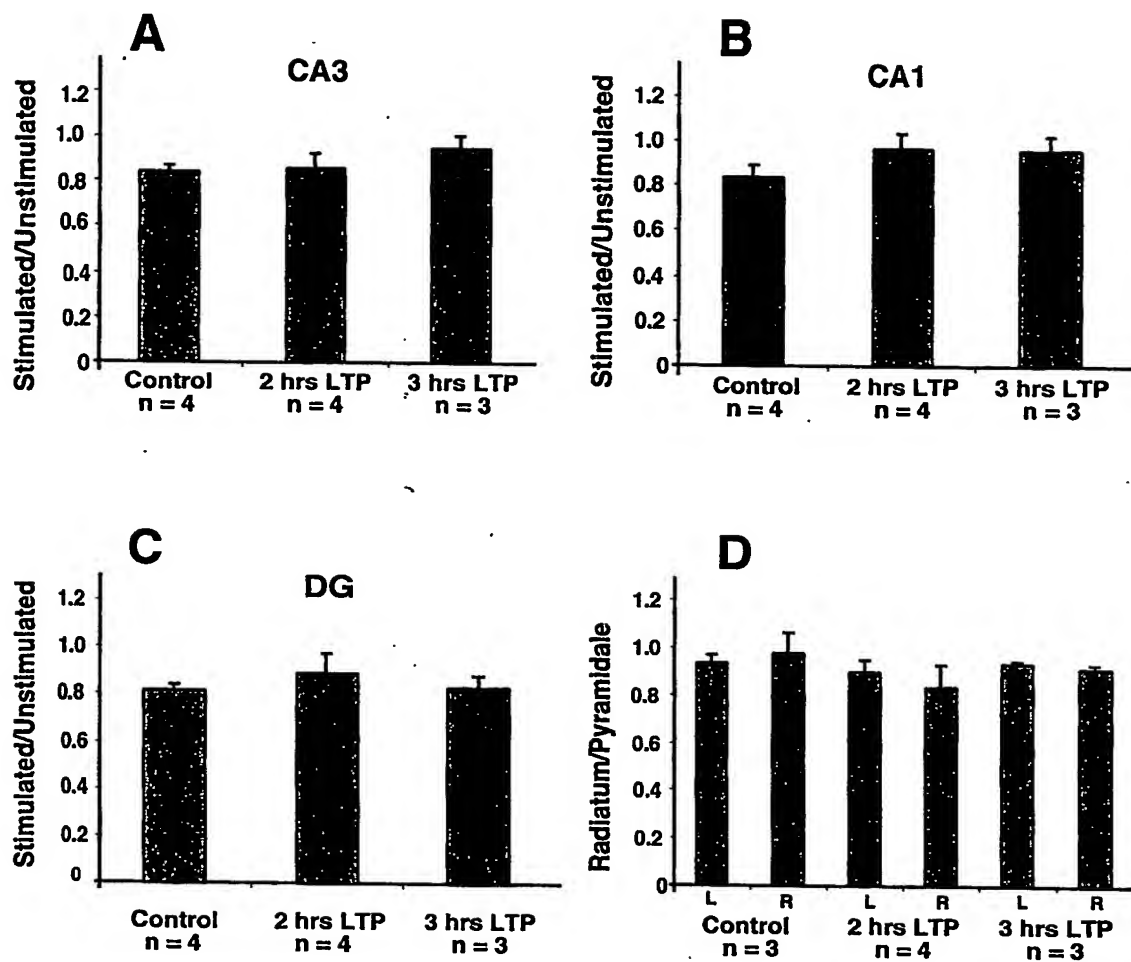 A
CA3
Stimulated/Unstimulated
1.2
1.0
0.8
0.6
0.4
0.2
0
Control
n = 4
2 hrs LTP
n = 4
3 hrs LTP
n = 3
B
CA1
Stimulated/Unstimulated
1.2
1.0
0.8
0.6
0.4
0.2
0
Control
n = 4
2 hrs LTP
n = 4
3 hrs LTP
n = 3
C
DG
Stimulated/Unstimulated
1.2
1.0
0.8
0.6
0.4
0.2
0
Control
n = 4
2 hrs LTP
n = 4
3 hrs LTP
n = 3
D
Radiatum/Pyramidale
1.2
1.0
0.8
0.6
0.4
0.2
0
L R L R L R
Control
n = 3
2 hrs LTP
n = 4
3 hrs LTP
n = 3